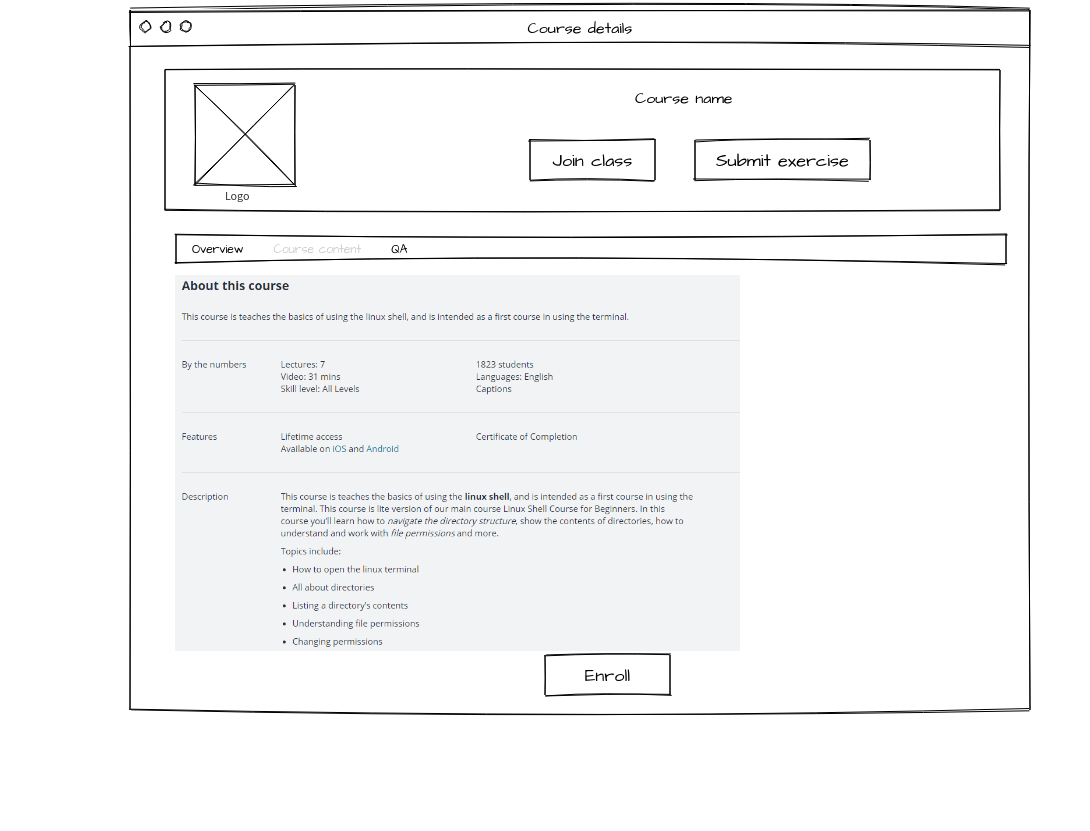 Course details
Course name
Join class
Submit exercise
Logo
Overview Course content QA
About this course
This course is teaches the basics of using the linux shell, and is intended as a first course in using the terminal.
By the numbers
Lectures: 7
Video: 31 mins
Skill level: All Levels
1823 students
Languages: English
Captions
Features
Lifetime access
Available on iOS and Android
Certificate of Completion
Description
This course is teaches the basics of using the linux shell, and is intended as a first course in using the
terminal. This course is lite version of our main course Linux Shell Course for Beginners. In this
course you'll learn how to navigate the directory structure, show the contents of directories, how to
understand and work with file permissions and more.
Topics include:
• How to open the linux terminal
• All about directories
• Listing a directory's contents
• Understanding file permissions
• Changing permissions
Enroll